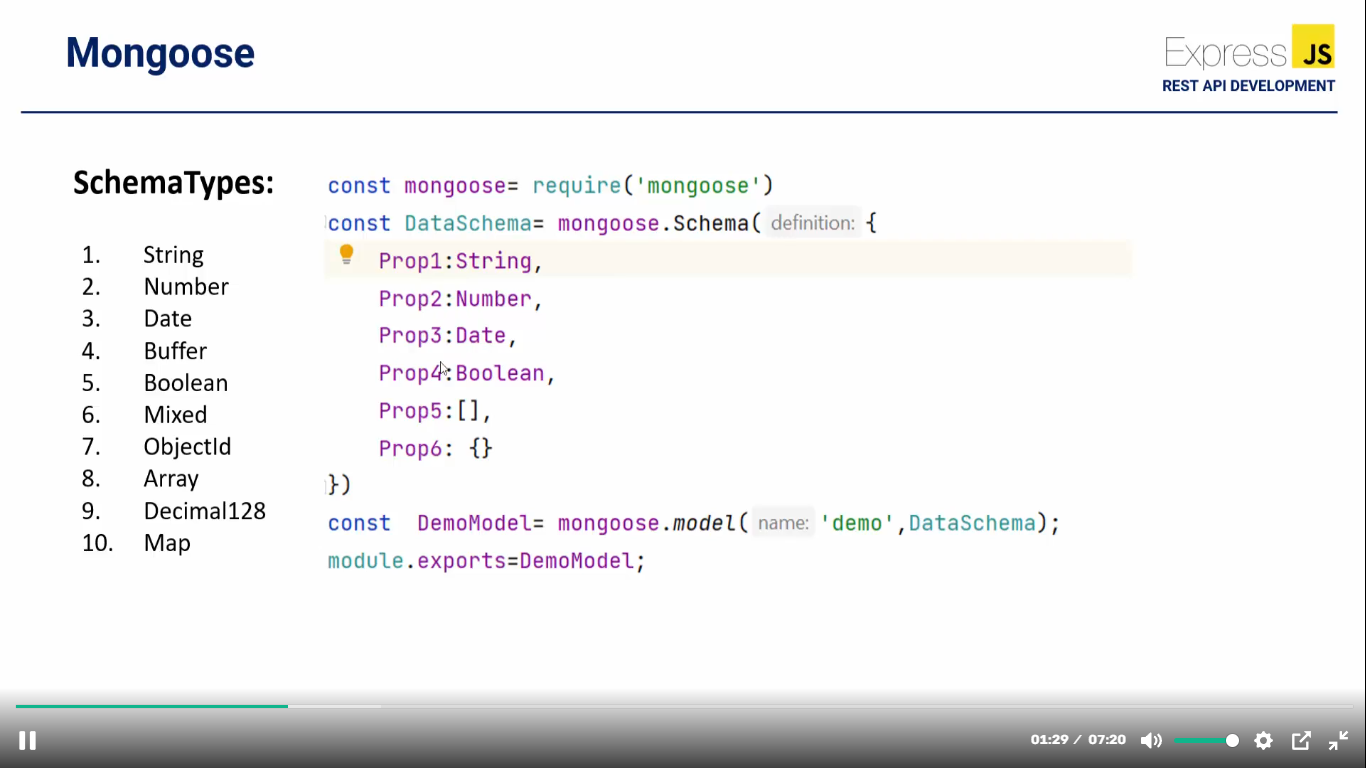 Mongoose
Express JS
REST API DEVELOPMENT
SchemaTypes:
1. String
2. Number
3. Date
4. Buffer
5. Boolean
6. Mixed
7. ObjectId
8. Array
9. Decimal128
10. Map
const mongoose= require('mongoose')
const DataSchema= mongoose.Schema( definition: {
Prop1:String,
Prop2:Number,
Prop3:Date,
Prop4:Boolean,
Prop5:[],
Prop6: {}
})
const DemoModel= mongoose.model( name: 'demo',DataSchema);
module.exports=DemoModel;
01:29 / 07:20